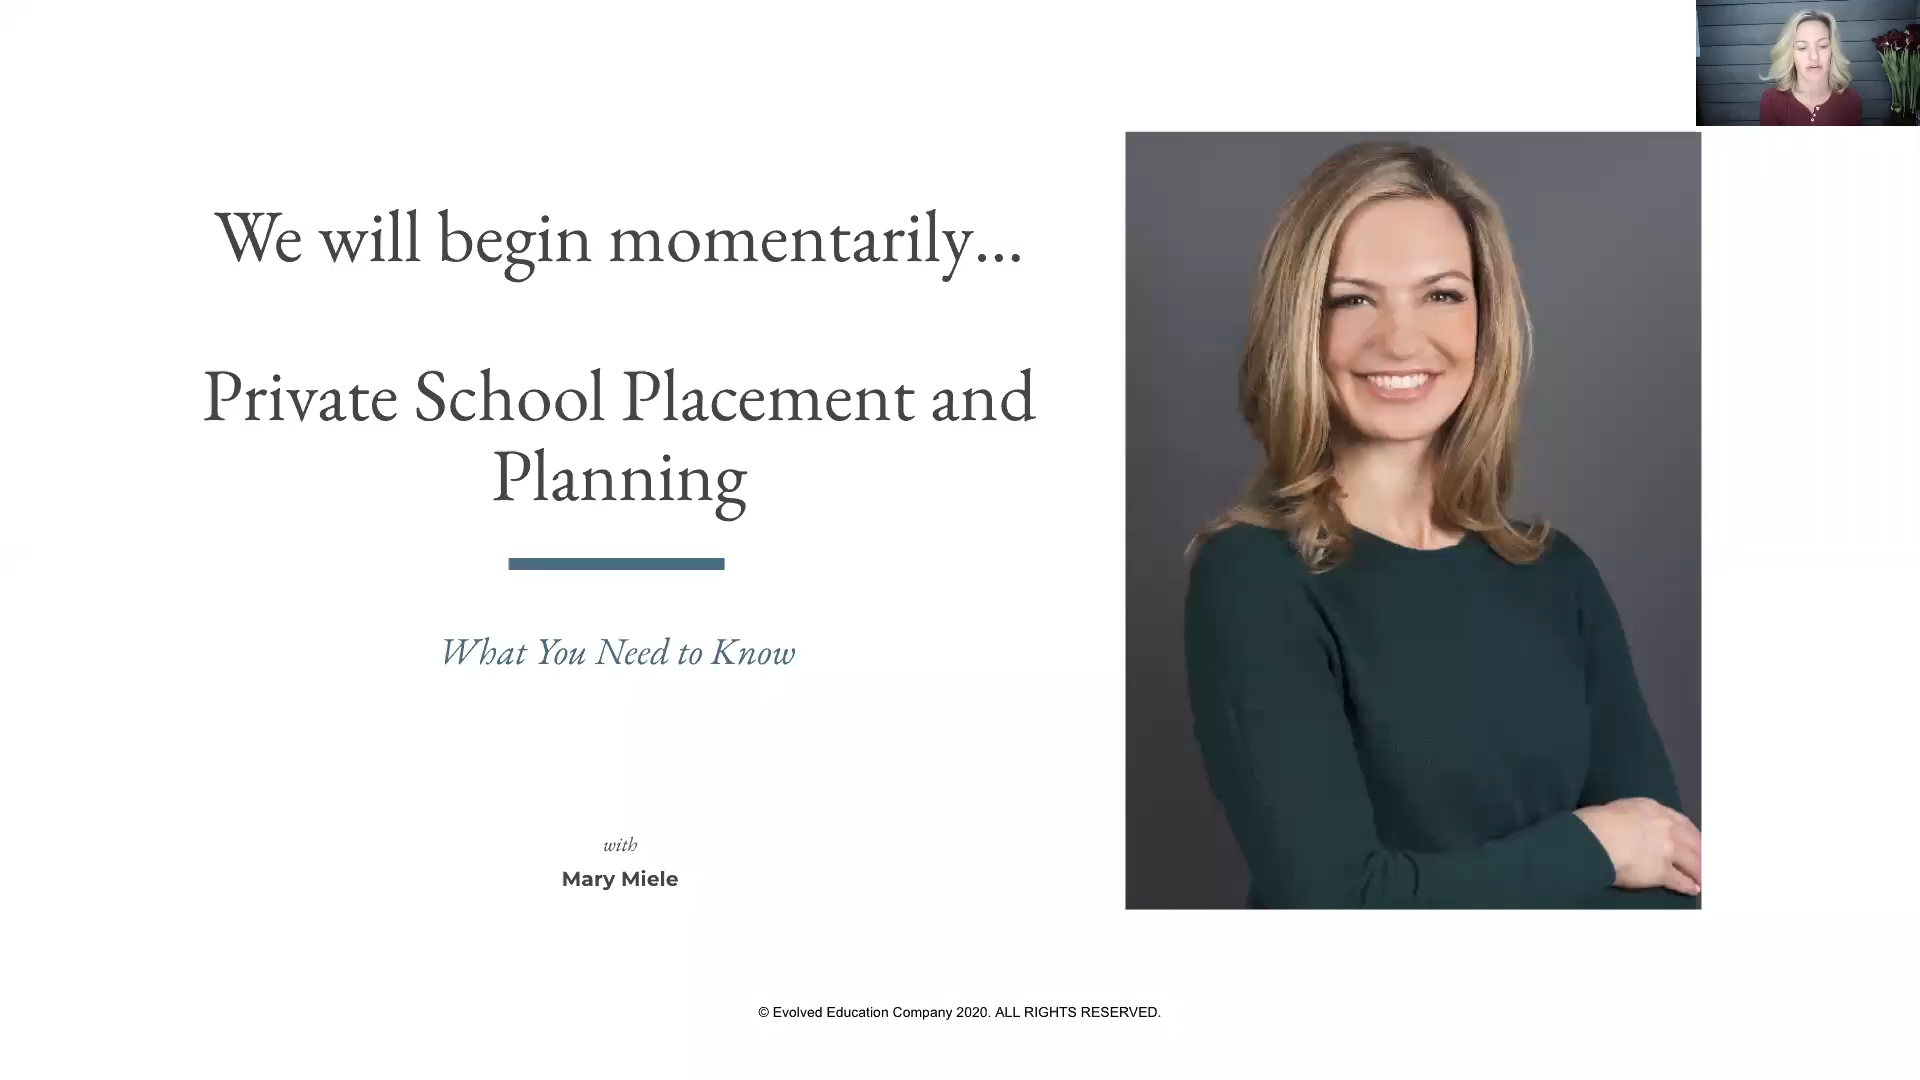 We will begin momentarily...
Private School Placement and
Planning
What You Need to Know
with
Mary Miele
© Evolved Education Company 2020. ALL RIGHTS RESERVED.